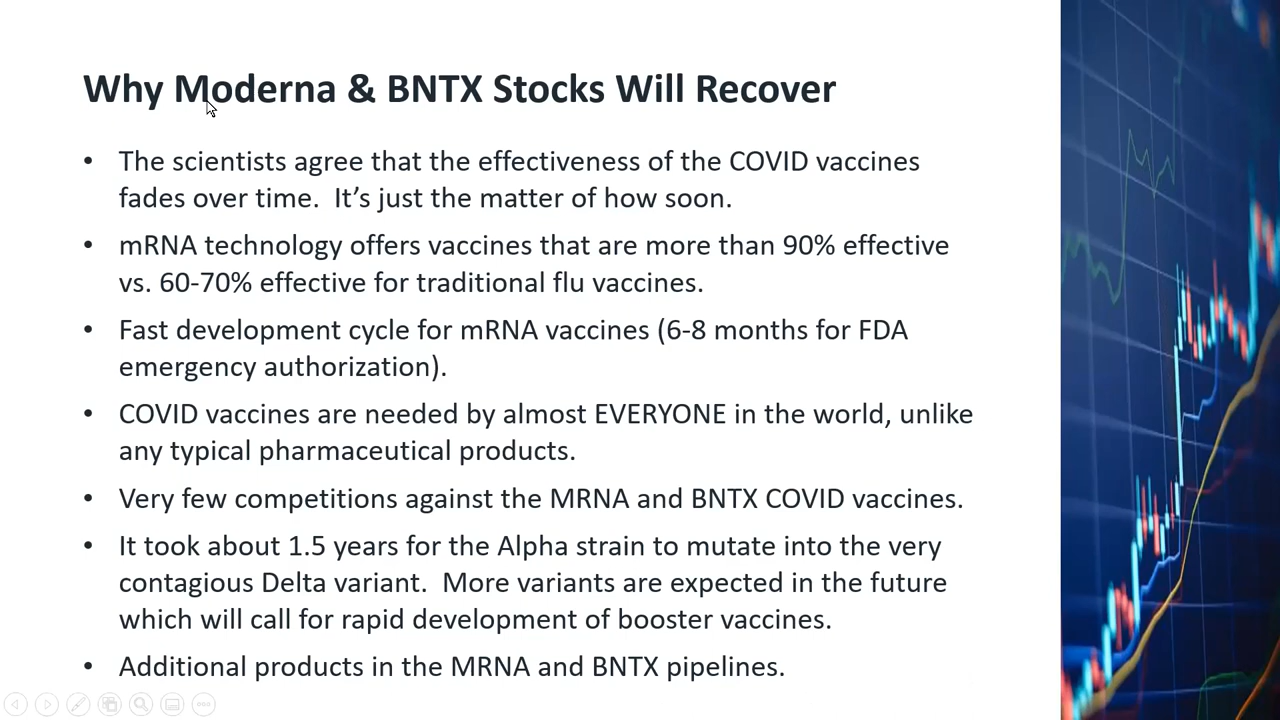 Why Moderna & BNTX Stocks Will Recover
• The scientists agree that the effectiveness of the COVID vaccines
fades over time.  It’s just the matter of how soon.
• mRNA technology offers vaccines that are more than 90% effective
vs. 60-70% effective for traditional flu vaccines.
• Fast development cycle for mRNA vaccines (6-8 months for FDA
emergency authorization).
• COVID vaccines are needed by almost EVERYONE in the world, unlike
any typical pharmaceutical products.
• Very few competitions against the MRNA and BNTX COVID vaccines.
• It took about 1.5 years for the Alpha strain to mutate into the very
contagious Delta variant.  More variants are expected in the future
which will call for rapid development of booster vaccines.
• Additional products in the MRNA and BNTX pipelines.